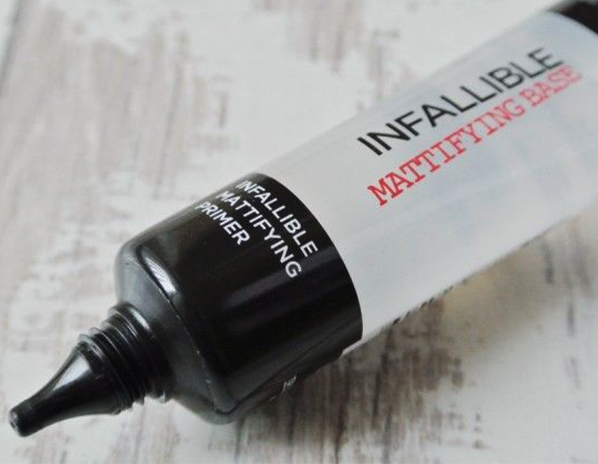 INFALLIBLE
MATTIFYING BASE
INFALLIBLE
MATTIFYING
PRIMER